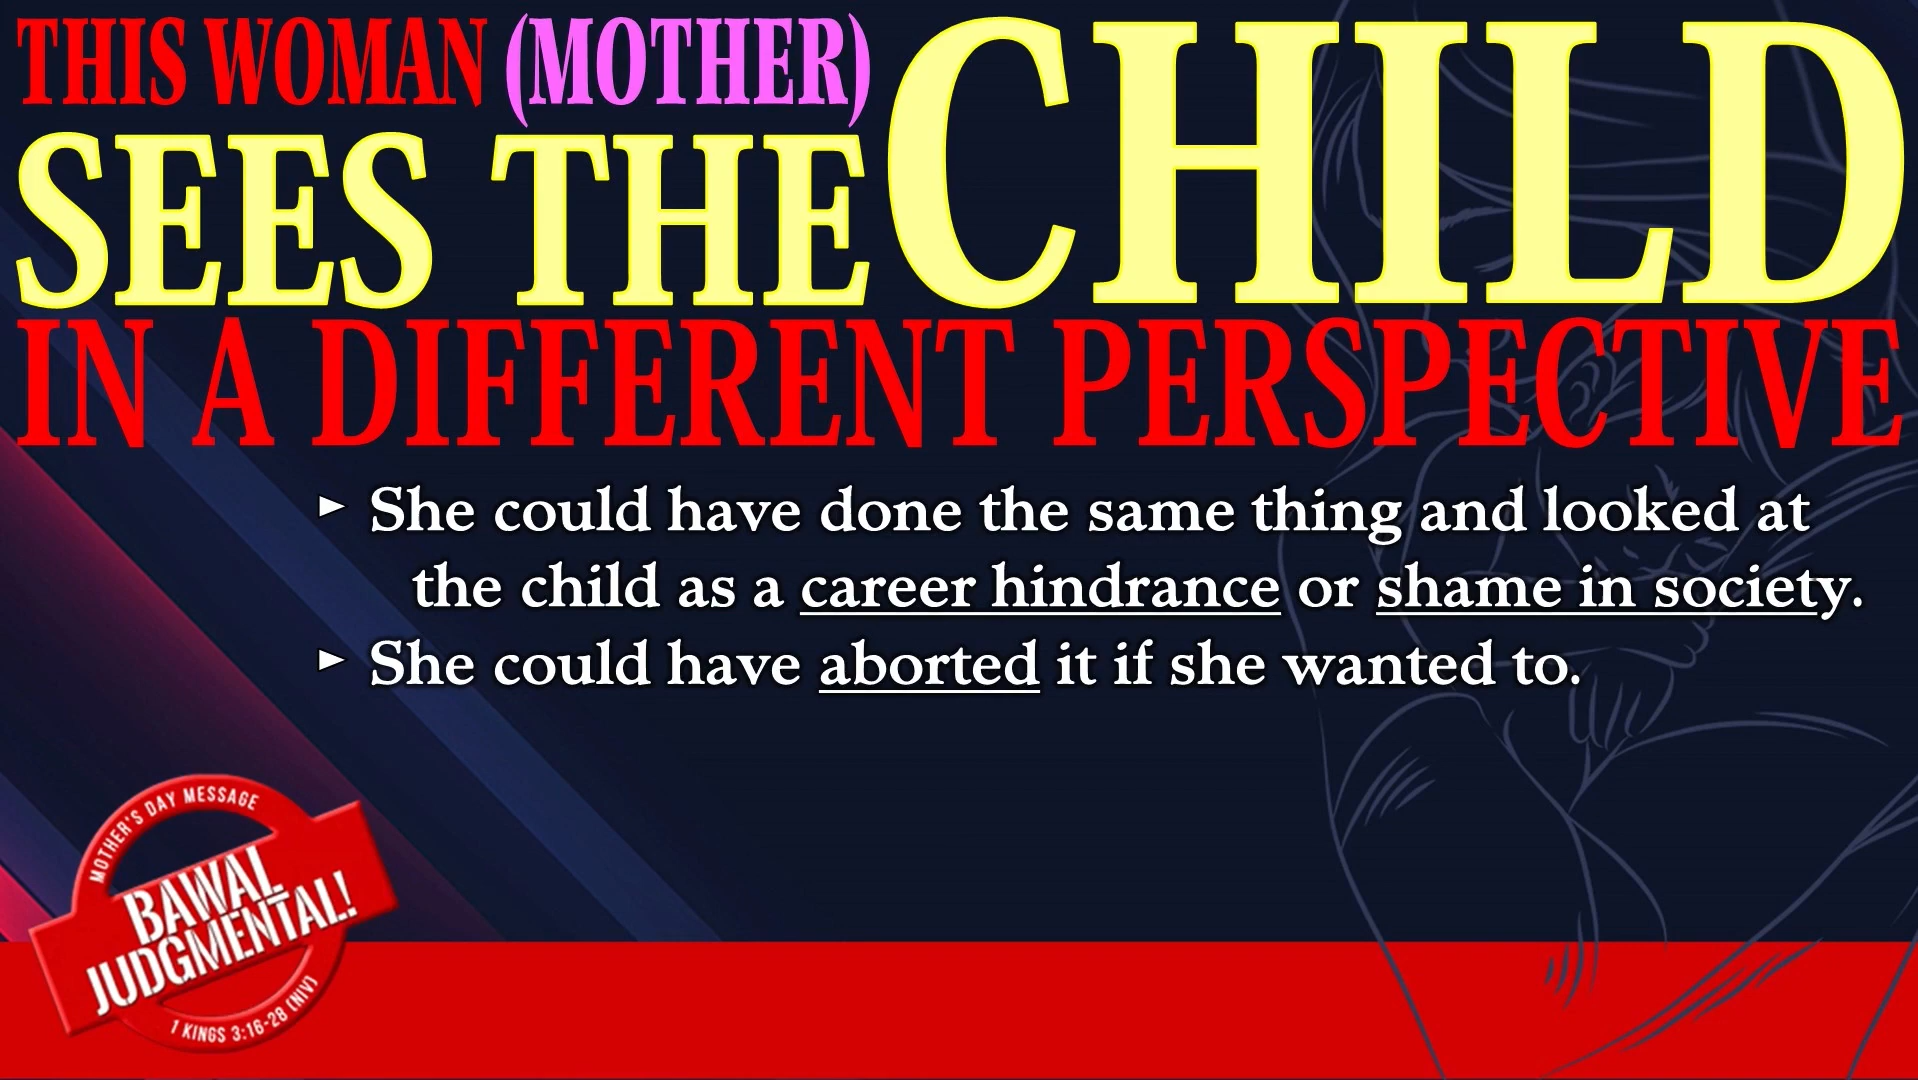 THIS WOMAN (MOTHER)
SEES THE CHILD
IN A DIFFERENT PERSPECTIVE
► She could have done the same thing and looked at
the child as a career hindrance or shame in society.
► She could have aborted it if she wanted to.
MOTHER'S DAY MESSAGE
BAWAL
JUDGMENTAL!
1 KINGS 3:16-28 (NIV)